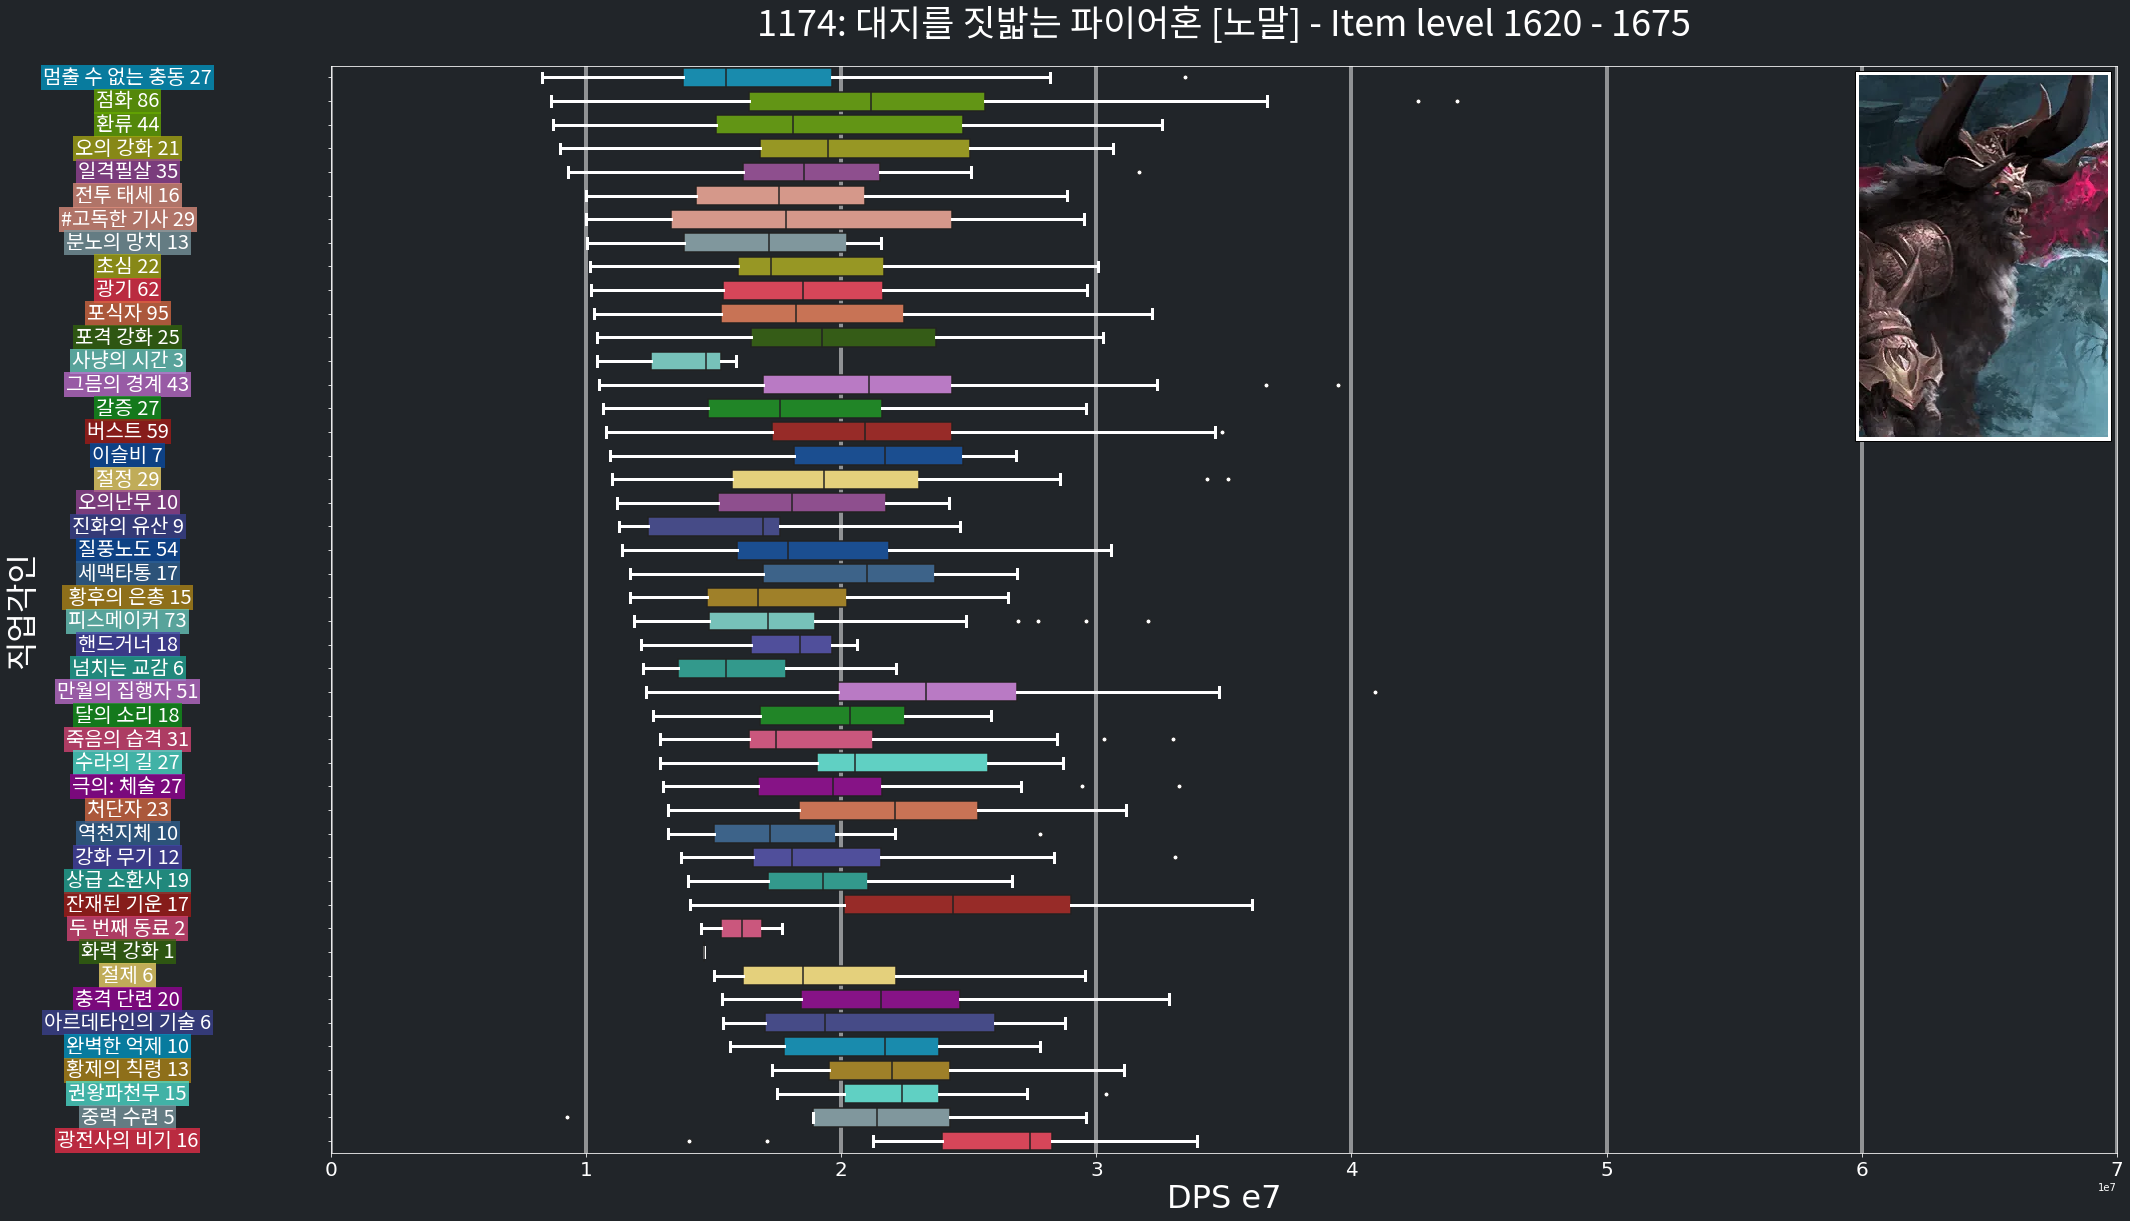 1174: 대지를 짓밟는 파이어혼 [노말] - Item level 1620 - 1675
직업각인
멈출 수 없는 충동 27
점화 86
환류 44
오의 강화 21
일격필살 35
전투 태세 16
#고독한 기사 29
분노의 망치 13
초심 22
광기 62
포식자 95
포격 강화 25
사냥의 시간 3
그믐의 경계 43
갈증 27
버스트 59
이슬비 7
절정 29
오의난무 10
진화의 유산 9
질풍노도 54
세맥타통 17
황후의 은총 15
피스메이커 73
핸드거너 18
넘치는 교감 6
만월의 집행자 51
달의 소리 18
죽음의 습격 31
수라의 길 27
극의: 체술 27
처단자 23
역천지체 10
강화 무기 12
상급 소환사 19
잔재된 기운 17
두 번째 동료 2
화력 강화 1
절제 6
충격 단련 20
아르데타인의 기술 6
완벽한 억제 10
황제의 칙령 13
권왕파천무 15
중력 수련 5
광전사의 비기 16
0 1 2 3 4 5 6 7
1e7
DPS e7